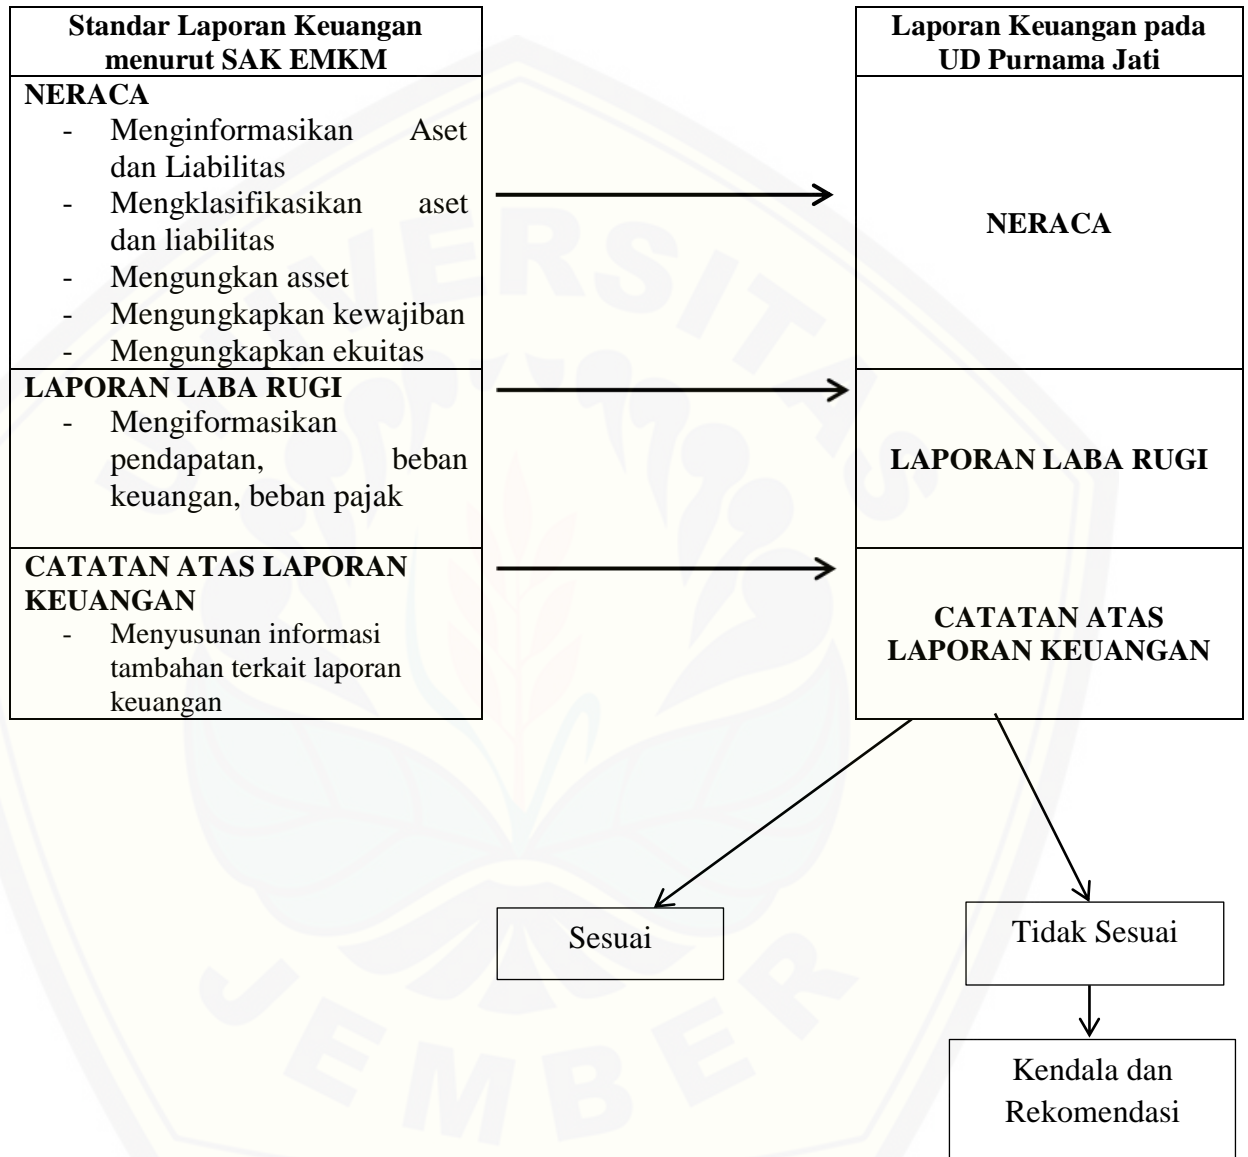 Standar Laporan Keuangan
menurut SAK EMKM
NERACA
- Menginformasikan Aset
dan Liabilitas
- Mengklasifikasikan aset
dan liabilitas
- Mengungkan asset
- Mengungkapkan kewajiban
- Mengungkapkan ekuitas
LAPORAN LABA RUGI
- Mengiformasikan
pendapatan, beban
keuangan, beban pajak
CATATAN ATAS LAPORAN
KEUANGAN
- Menyusunan informasi
tambahan terkait laporan
keuangan
Laporan Keuangan pada
UD Purnama Jati
NERACA
LAPORAN LABA RUGI
CATATAN ATAS
LAPORAN KEUANGAN
Sesuai
Tidak Sesuai
Kendala dan
Rekomendasi
UNIVERSITAS
JEMBER